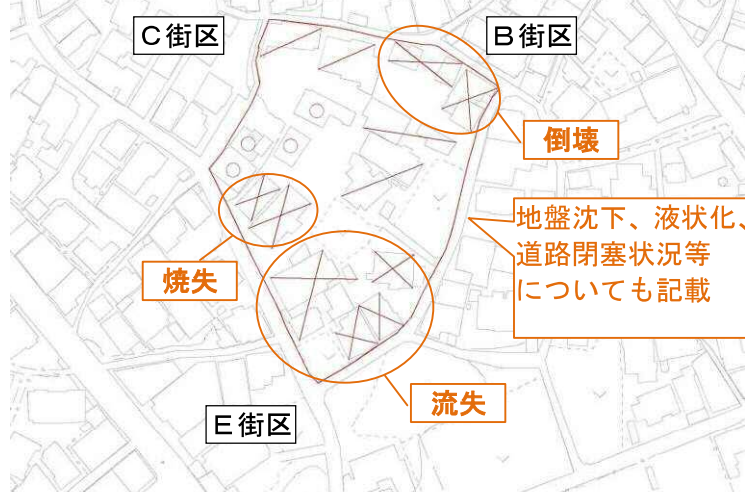 C街区
B街区
倒壊
地盤沈下、液状化、
道路閉塞状況等
についても記載
焼失
流失
E街区